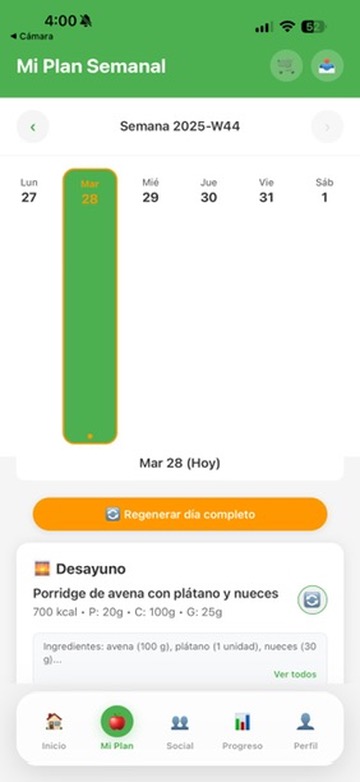 4:00
◀ Cámara
52
Mi Plan Semanal
‹ Semana 2025-W44 ›
Lun Mar Mié Jue Vie Sáb
27 28 29 30 31 1
Mar 28 (Hoy)
Regenerar día completo
Desayuno
Porridge de avena con plátano y nueces
700 kcal • P: 20g • C: 100g • G: 25g
Ingredientes: avena (100 g), plátano (1 unidad), nueces (30
g)...
Ver todos
Inicio Mi Plan Social Progreso Perfil